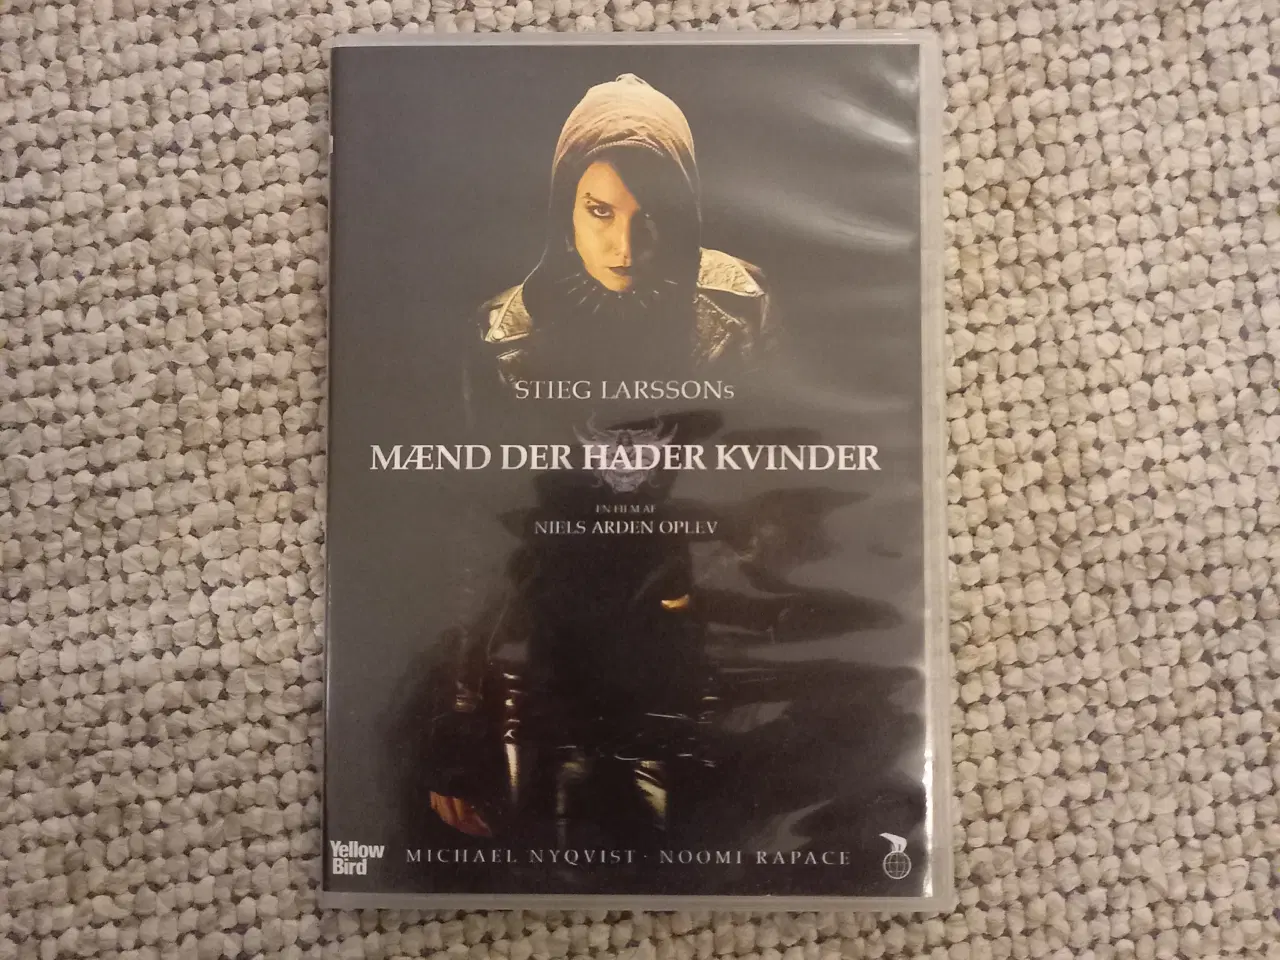 STIEG LARSSONs
MÆND DER HADER KVINDER
EN FILM AF
NIELS ARDEN OPLEV
Yellow
Bird
MICHAEL NYQVIST · NOOMI RAPACE